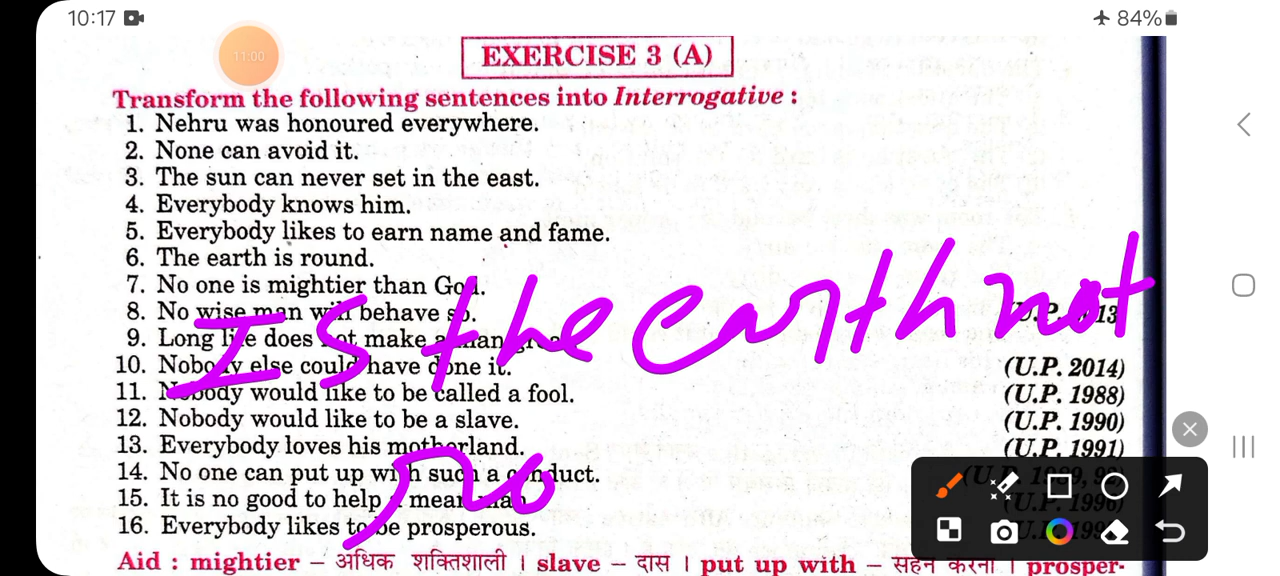 10:17 84%
11:00
EXERCISE 3 (A)
Transform the following sentences into Interrogative :
1. Nehru was honoured everywhere.
2. None can avoid it.
3. The sun can never set in the east.
4. Everybody knows him.
5. Everybody likes to earn name and fame.
6. The earth is round.
7. No one is mightier than God.
8. No wise man will behave so.
Is the earth not
9. Long life does not make a man great
10. Nobody else could have done it. (U.P. 2014)
11. Nobody would like to be called a fool. (U.P. 1988)
12. Nobody would like to be a slave. (U.P. 1990)
13. Everybody loves his motherland. (U.P. 1991)
14. No one can put up with such a conduct.
15. It is no good to help a mean man (U.P. 1996)
16. Everybody likes to be prosperous.
Aid : mightier – अधिक शक्तिशाली । slave – दास । put up with – सहन करना । prosper-